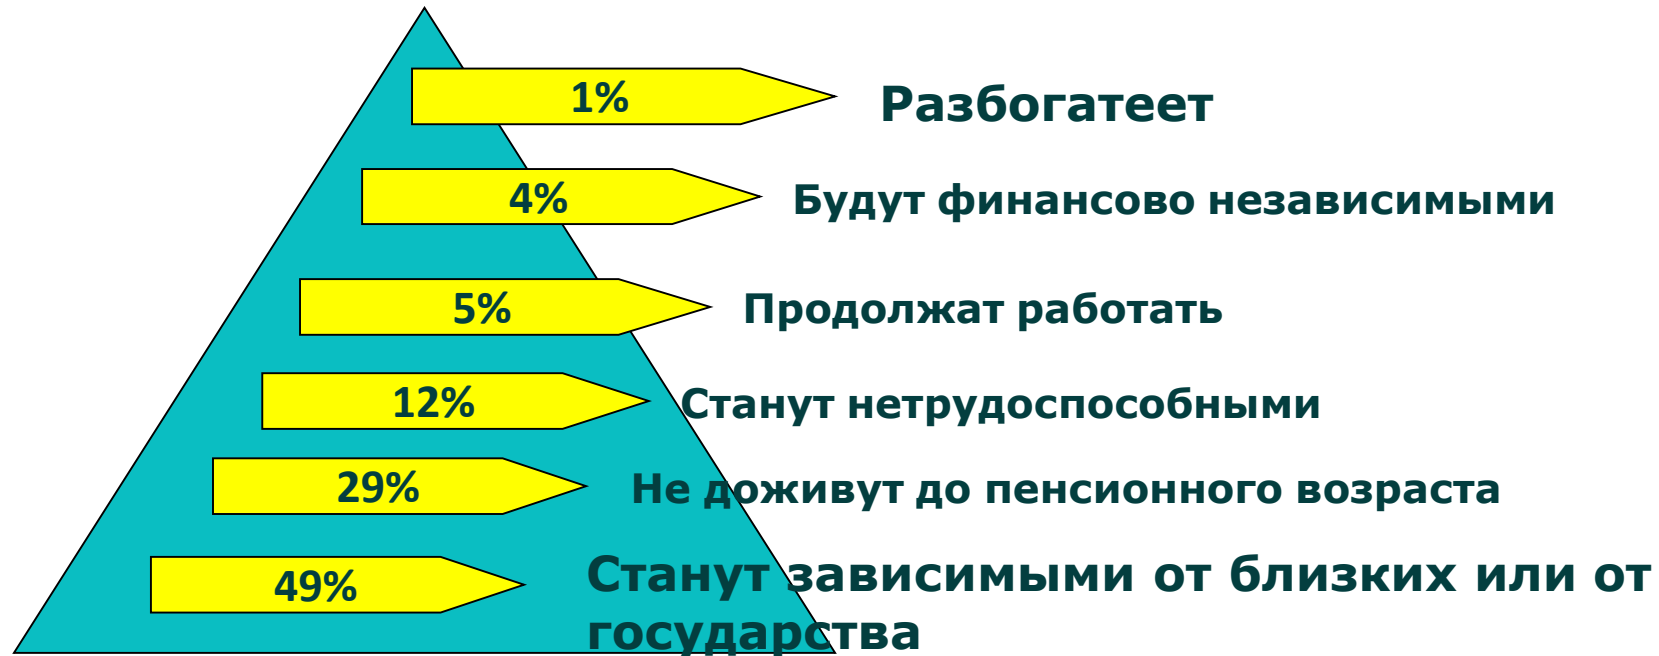 1%
Разбогатеет
4%
Будут финансово независимыми
5%
Продолжат работать
12%
Станут нетрудоспособными
29%
Не доживут до пенсионного возраста
49%
Станут зависимыми от близких или от
государства